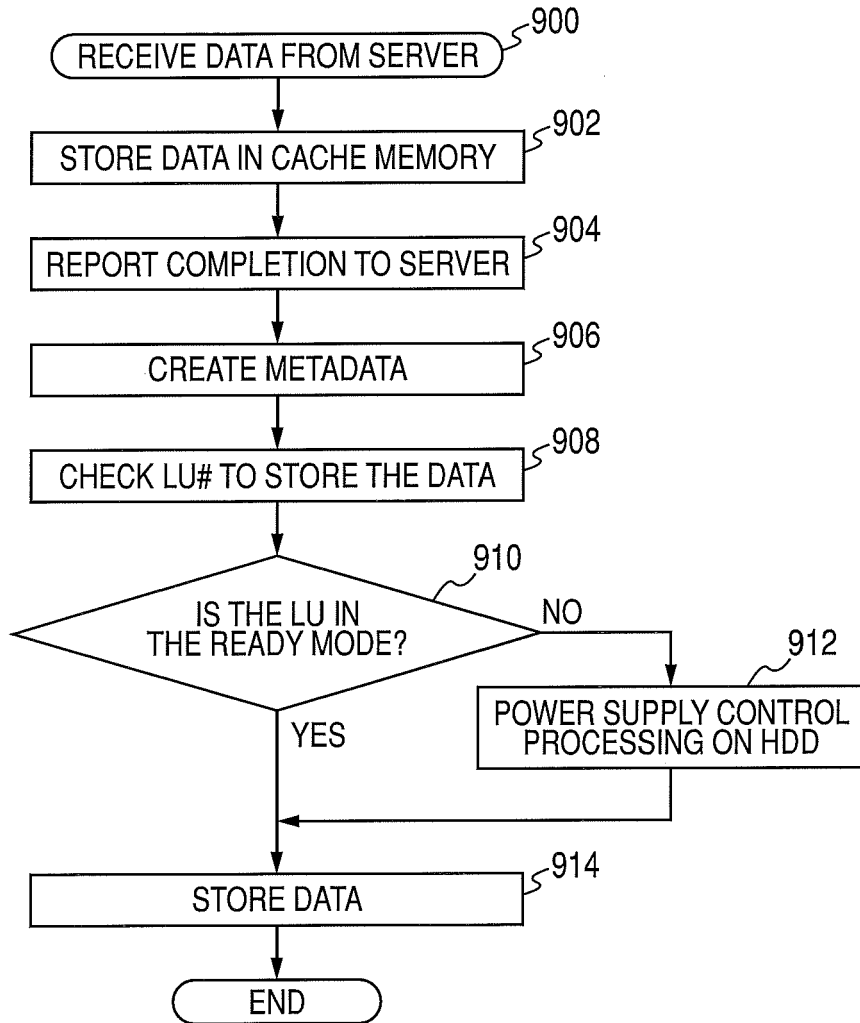 900
RECEIVE DATA FROM SERVER
902
STORE DATA IN CACHE MEMORY
904
REPORT COMPLETION TO SERVER
906
CREATE METADATA
908
CHECK LU# TO STORE THE DATA
910
IS THE LU IN
THE READY MODE?
NO
912
POWER SUPPLY CONTROL
PROCESSING ON HDD
YES
914
STORE DATA
END